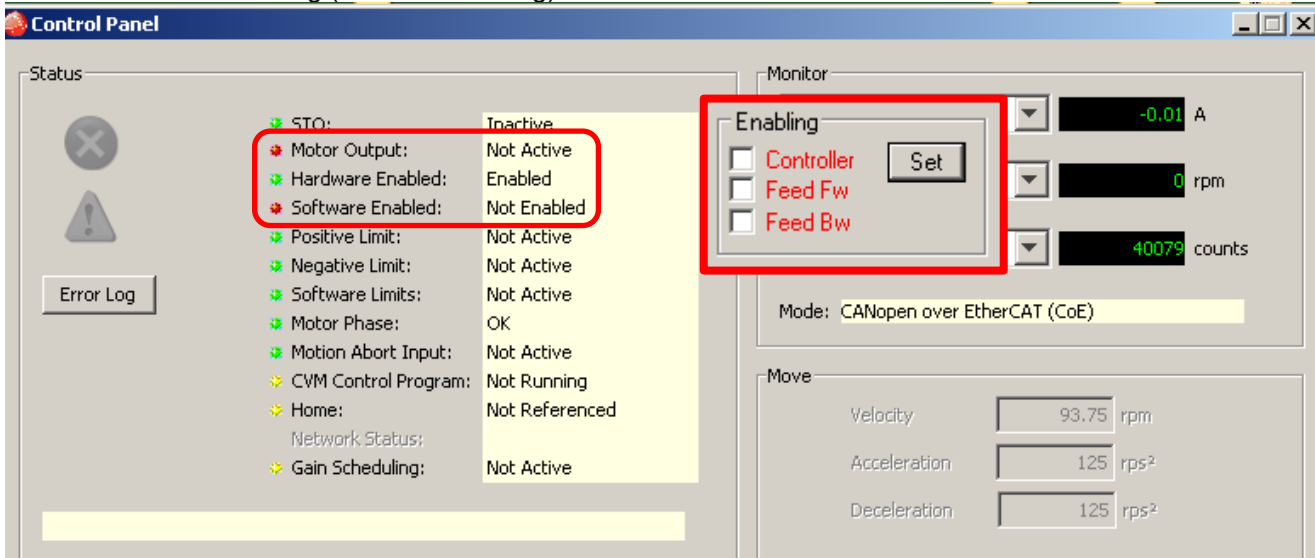 Control Panel
Status
STO: Inactive
Motor Output: Not Active
Hardware Enabled: Enabled
Software Enabled: Not Enabled
Positive Limit: Not Active
Negative Limit: Not Active
Software Limits: Not Active
Motor Phase: OK
Motion Abort Input: Not Active
CVM Control Program: Not Running
Home: Not Referenced
Network Status:
Gain Scheduling: Not Active
Error Log
Monitor
-0.01 A
0 rpm
40079 counts
Enabling
Controller Set
Feed Fw
Feed Bw
Mode: CANopen over EtherCAT (CoE)
Move
Velocity 93.75 rpm
Acceleration 125 rps²
Deceleration 125 rps²